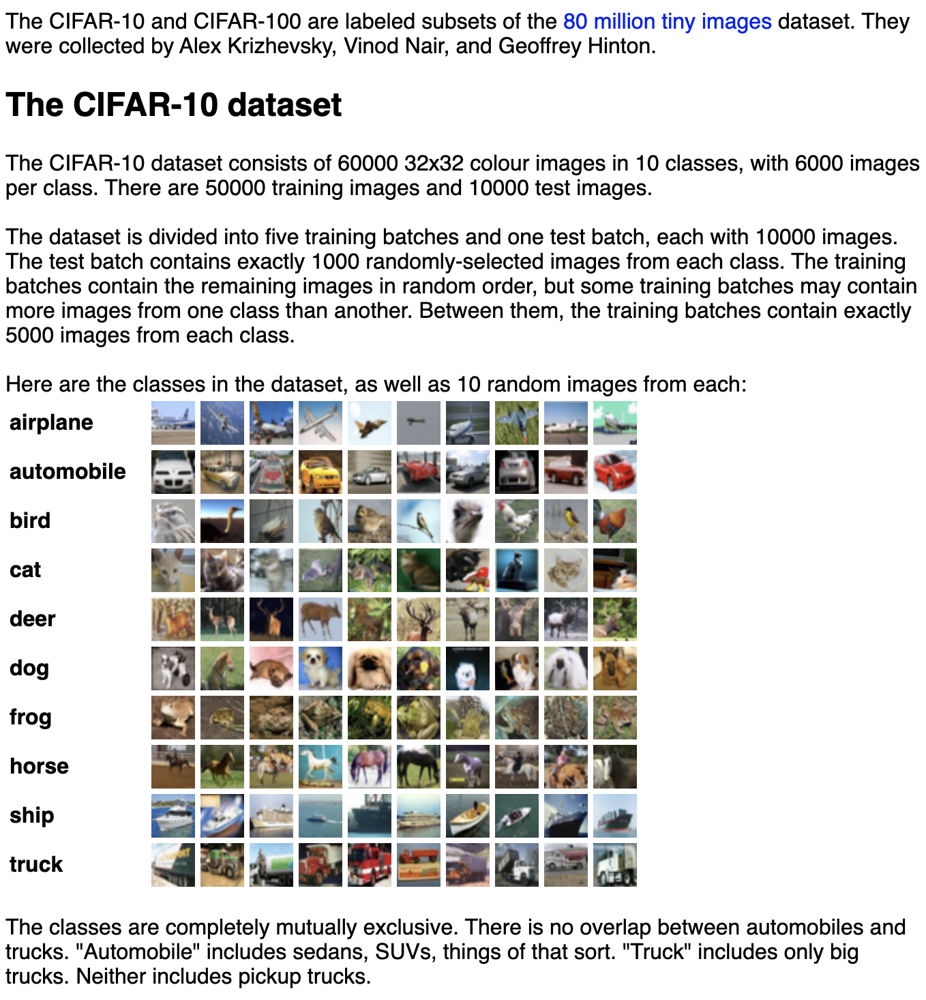 The CIFAR-10 and CIFAR-100 are labeled subsets of the 80 million tiny images dataset. They
were collected by Alex Krizhevsky, Vinod Nair, and Geoffrey Hinton.
The CIFAR-10 dataset
The CIFAR-10 dataset consists of 60000 32x32 colour images in 10 classes, with 6000 images
per class. There are 50000 training images and 10000 test images.
The dataset is divided into five training batches and one test batch, each with 10000 images.
The test batch contains exactly 1000 randomly-selected images from each class. The training
batches contain the remaining images in random order, but some training batches may contain
more images from one class than another. Between them, the training batches contain exactly
5000 images from each class.
Here are the classes in the dataset, as well as 10 random images from each:
airplane
automobile
bird
cat
deer
dog
frog
horse
ship
truck
The classes are completely mutually exclusive. There is no overlap between automobiles and
trucks. "Automobile" includes sedans, SUVs, things of that sort. "Truck" includes only big
trucks. Neither includes pickup trucks.